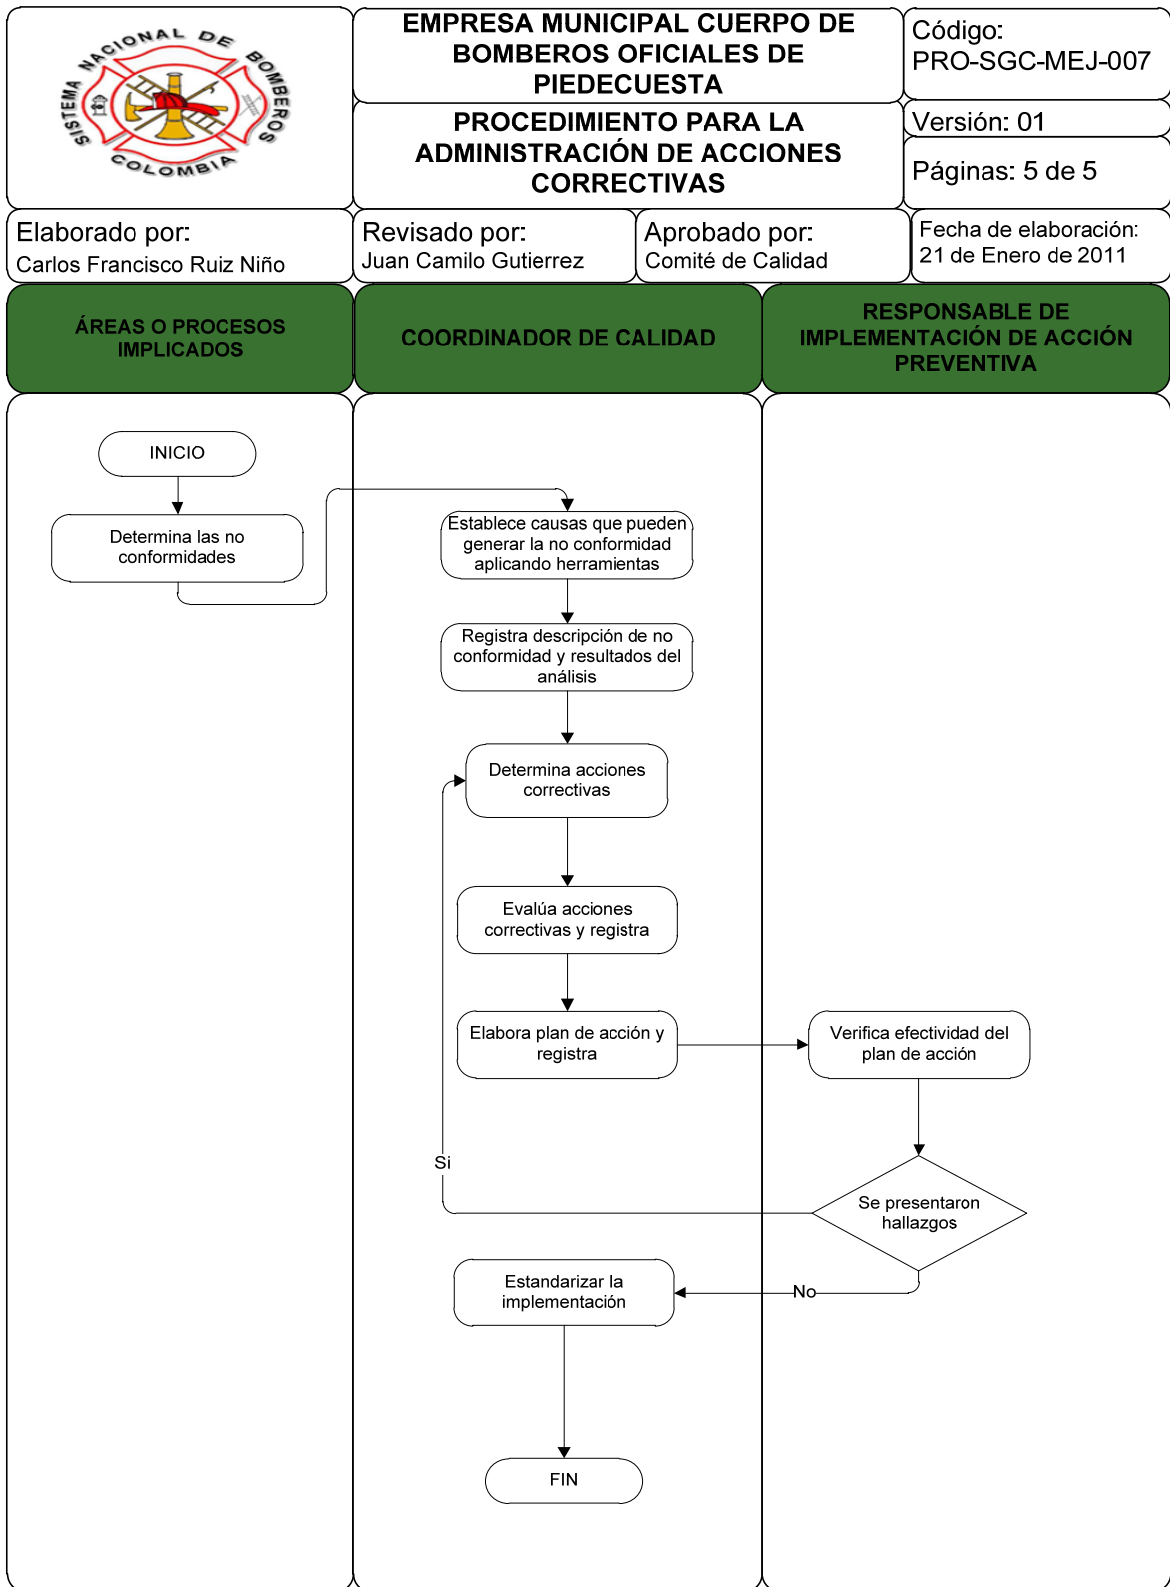 SISTEMA NACIONAL DE BOMBEROS
COLOMBIA
EMPRESA MUNICIPAL CUERPO DE
BOMBEROS OFICIALES DE
PIEDECUESTA
Código:
PRO-SGC-MEJ-007
PROCEDIMIENTO PARA LA
ADMINISTRACIÓN DE ACCIONES
CORRECTIVAS
Versión: 01
Páginas: 5 de 5
Elaborado por:
Carlos Francisco Ruiz Niño
Revisado por:
Juan Camilo Gutierrez
Aprobado por:
Comité de Calidad
Fecha de elaboración:
21 de Enero de 2011
ÁREAS O PROCESOS
IMPLICADOS
COORDINADOR DE CALIDAD
RESPONSABLE DE
IMPLEMENTACIÓN DE ACCIÓN
PREVENTIVA
INICIO
Determina las no
conformidades
Establece causas que pueden
generar la no conformidad
aplicando herramientas
Registra descripción de no
conformidad y resultados del
análisis
Determina acciones
correctivas
Evalúa acciones
correctivas y registra
Elabora plan de acción y
registra
Verifica efectividad del
plan de acción
Si
Se presentaron
hallazgos
No
Estandarizar la
implementación
FIN